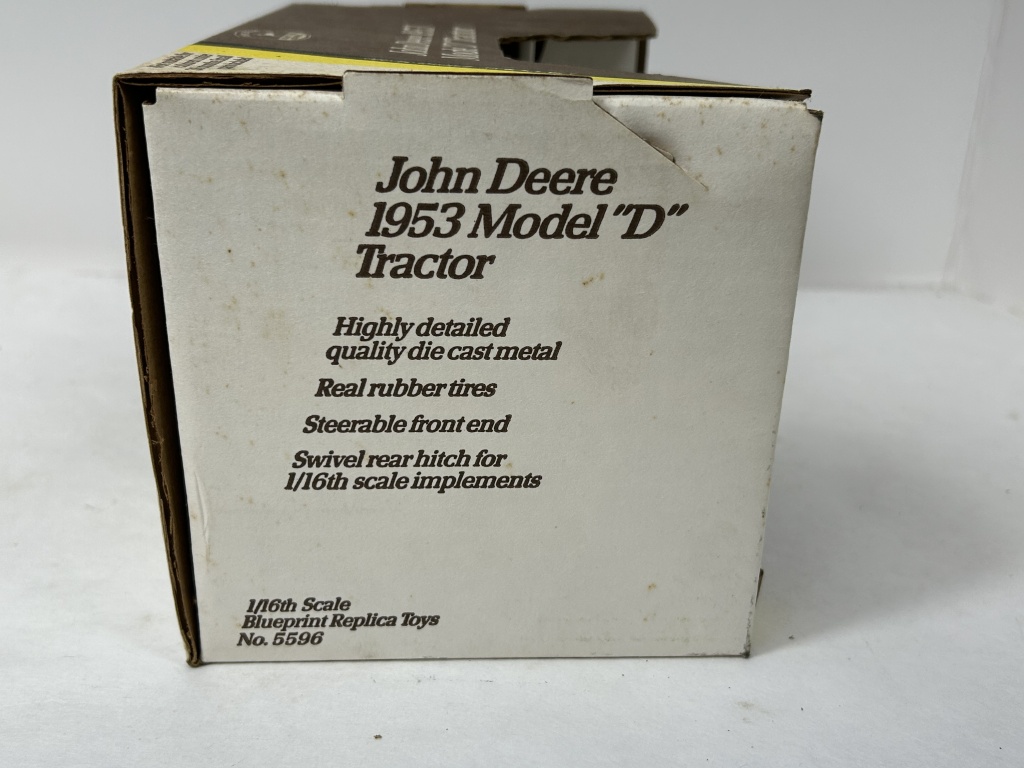 John Deere
1953 Model "D"
Tractor
Highly detailed
quality die cast metal
Real rubber tires
Steerable front end
Swivel rear hitch for
1/16th scale implements
1/16th Scale
Blueprint Replica Toys
No. 5596